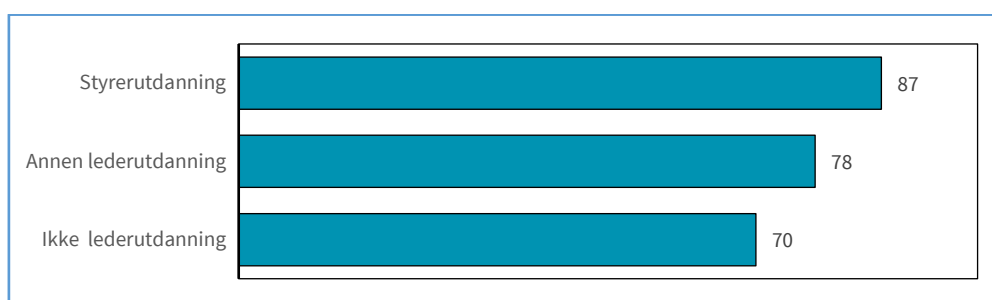 Styrerutdanning 87
Annen lederutdanning 78
Ikke lederutdanning 70